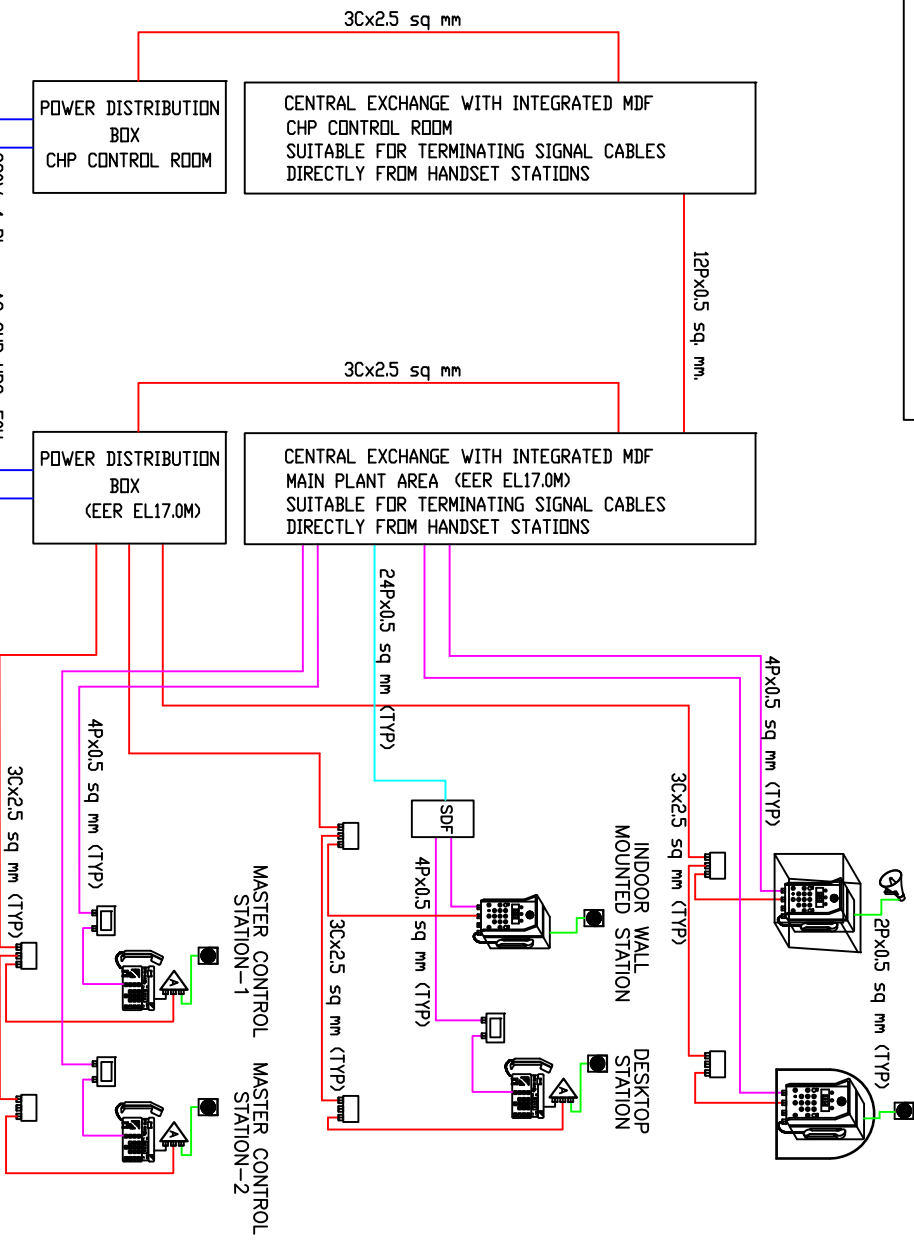 3Cx2.5 sq mm
POWER DISTRIBUTION
BOX
CHP CONTROL ROOM
CENTRAL EXCHANGE WITH INTEGRATED MDF
CHP CONTROL ROOM
SUITABLE FOR TERMINATING SIGNAL CABLES
DIRECTLY FROM HANDSET STATIONS
12Px0.5 sq. mm.
3Cx2.5 sq mm
POWER DISTRIBUTION
BOX
(EER EL17.0M)
CENTRAL EXCHANGE WITH INTEGRATED MDF
MAIN PLANT AREA (EER EL17.0M)
SUITABLE FOR TERMINATING SIGNAL CABLES
DIRECTLY FROM HANDSET STATIONS
24Px0.5 sq mm (TYP)
4Px0.5 sq mm (TYP)
3Cx2.5 sq mm (TYP)
2Px0.5 sq mm (TYP)
SDF
INDOOR WALL
MOUNTED STATION
4Px0.5 sq mm (TYP)
DESKTOP
STATION
A
3Cx2.5 sq mm (TYP)
4Px0.5 sq mm (TYP)
3Cx2.5 sq mm (TYP)
MASTER CONTROL
STATION-1
A
MASTER CONTROL
STATION-2
A